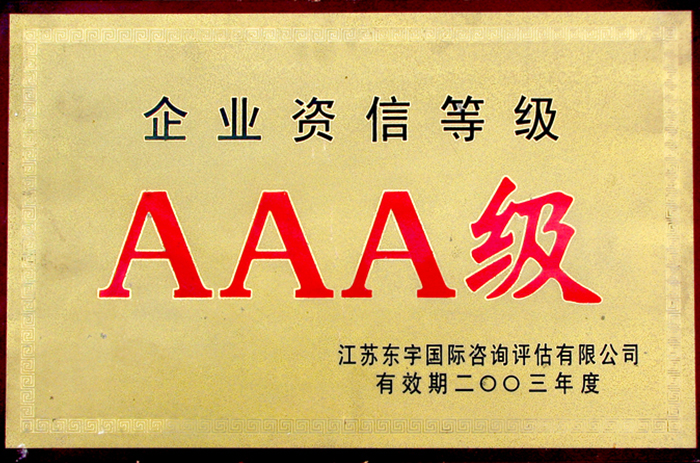 企业资信等级
AAA级
江苏东宇国际咨询评估有限公司
有效期二〇〇三年度